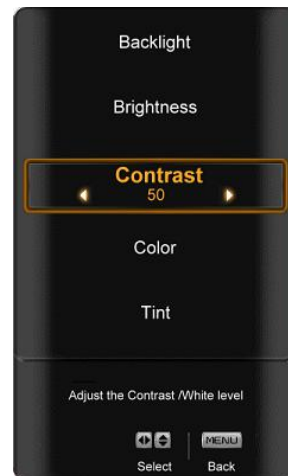 Backlight
Brightness
Contrast
50
Color
Tint
Adjust the Contrast /White level
MENU
Select Back